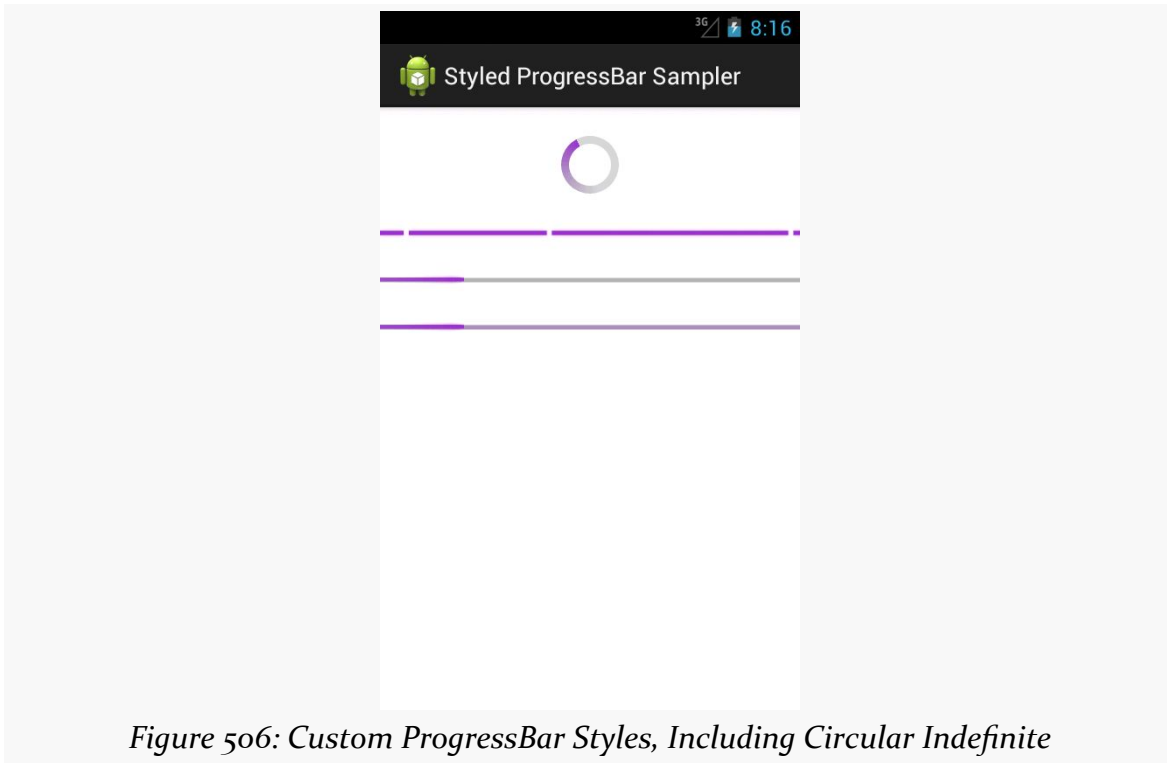 3G 8:16
Styled ProgressBar Sampler
Figure 506: Custom ProgressBar Styles, Including Circular Indefinite